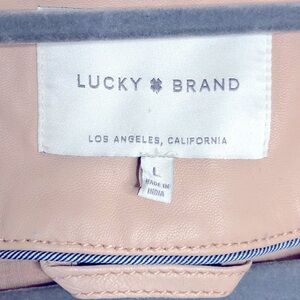 LUCKY BRAND
LOS ANGELES, CALIFORNIA
L
MADE IN
INDIA